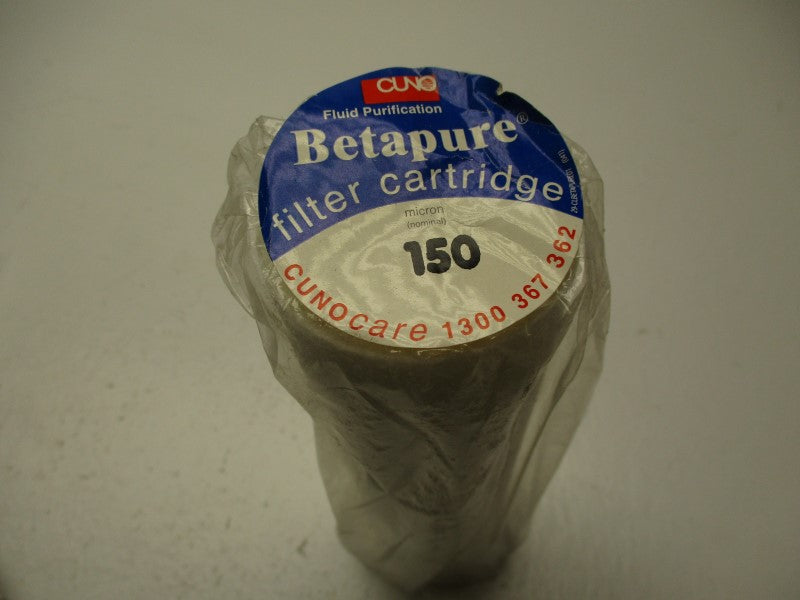 CUNO
Fluid Purification
Betapure®
filter cartridge
micron
(nominal)
150
CUNOcare 1300 367 362